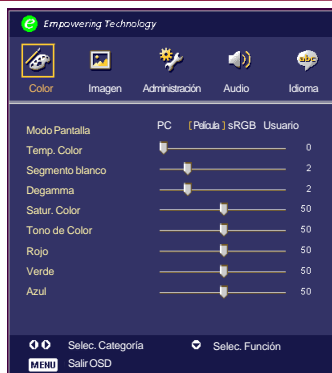 e Empowering Technology
abc
Color Imagen Administración Audio Idioma
Modo Pantalla PC [Película] sRGB Usuario
Temp. Color 0
Segmento blanco 2
Degamma 2
Satur. Color 50
Tono de Color 50
Rojo 50
Verde 50
Azul 50
Selec. Categoría Selec. Función
MENU Salir OSD